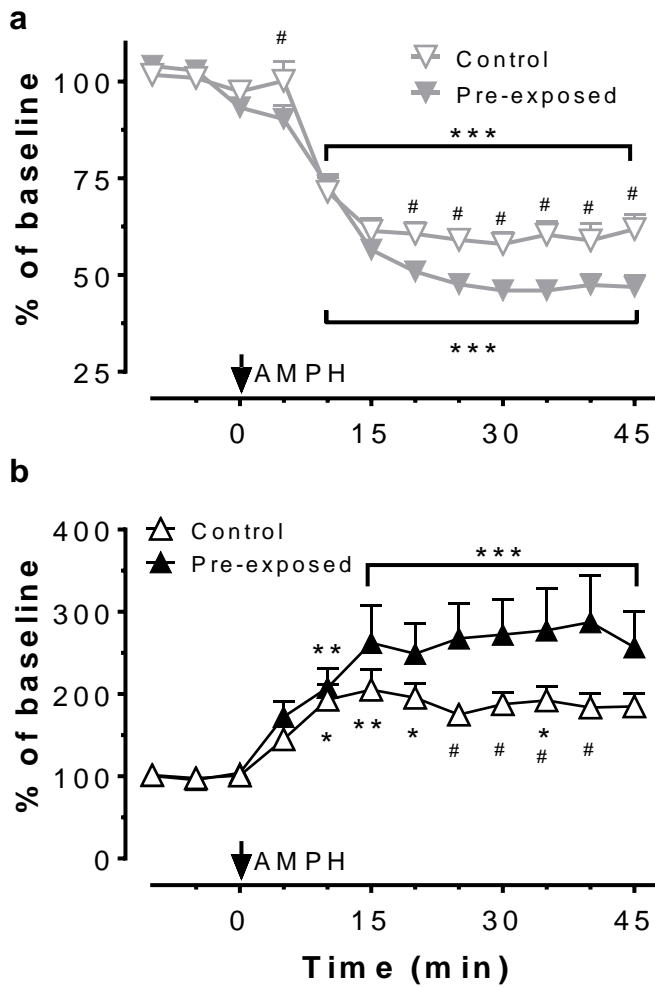 a
#
Control
100
Pre-exposed
***
75
# # # # # #
% of baseline
50
***
25
AMPH
0 15 30 45
b
400
Control
***
Pre-exposed
300
**
% of baseline
200
* ** * # # * # #
100
AMPH
0
0 15 30 45
Time (min)